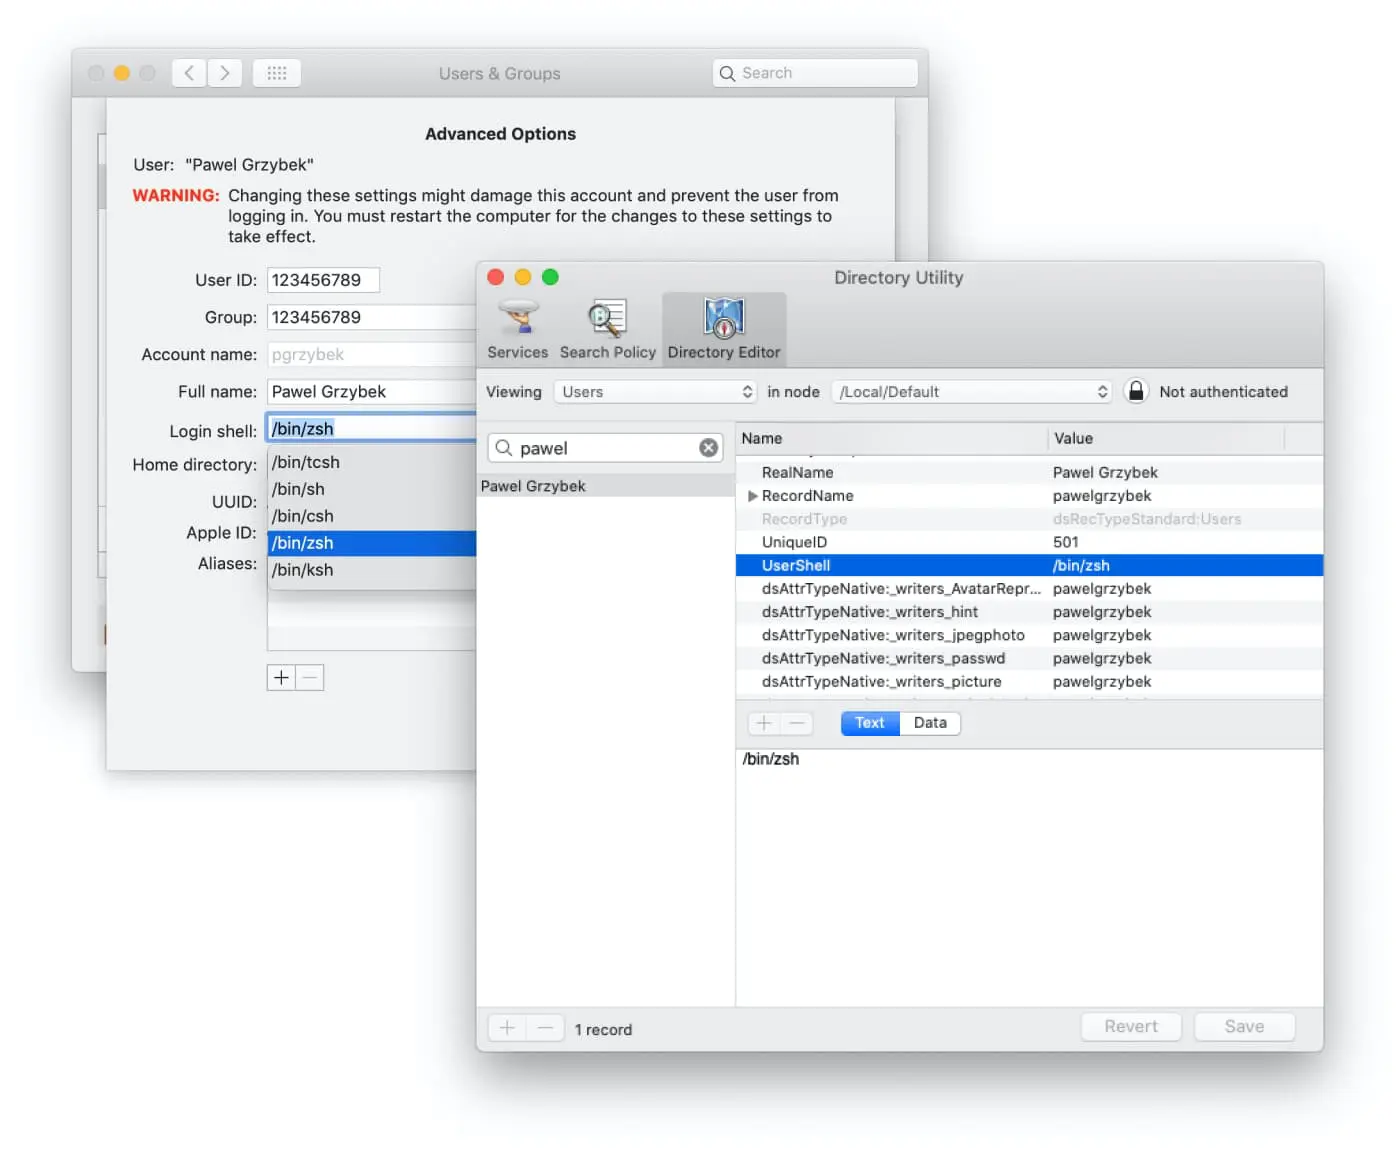 Users & Groups
Search
Advanced Options
User: "Pawel Grzybek"
WARNING: Changing these settings might damage this account and prevent the user from
logging in. You must restart the computer for the changes to these settings to
take effect.
User ID: 123456789
Group: 123456789
Account name: pgrzybek
Full name: Pawel Grzybek
Login shell: /bin/zsh
Home directory:
UUID:
Apple ID:
Aliases:
/bin/tcsh
/bin/sh
/bin/csh
/bin/zsh
/bin/ksh
Directory Utility
Services
Search Policy
Directory Editor
Viewing Users in node /Local/Default Not authenticated
pawel
Pawel Grzybek
Name Value
RealName Pawel Grzybek
RecordName pawelgrzybek
RecordType dsRecTypeStandard:Users
UniqueID 501
UserShell /bin/zsh
dsAttrTypeNative:_writers_AvatarRepr... pawelgrzybek
dsAttrTypeNative:_writers_hint pawelgrzybek
dsAttrTypeNative:_writers_jpegphoto pawelgrzybek
dsAttrTypeNative:_writers_passwd pawelgrzybek
dsAttrTypeNative:_writers_picture pawelgrzybek
Text Data
/bin/zsh
1 record
Revert
Save